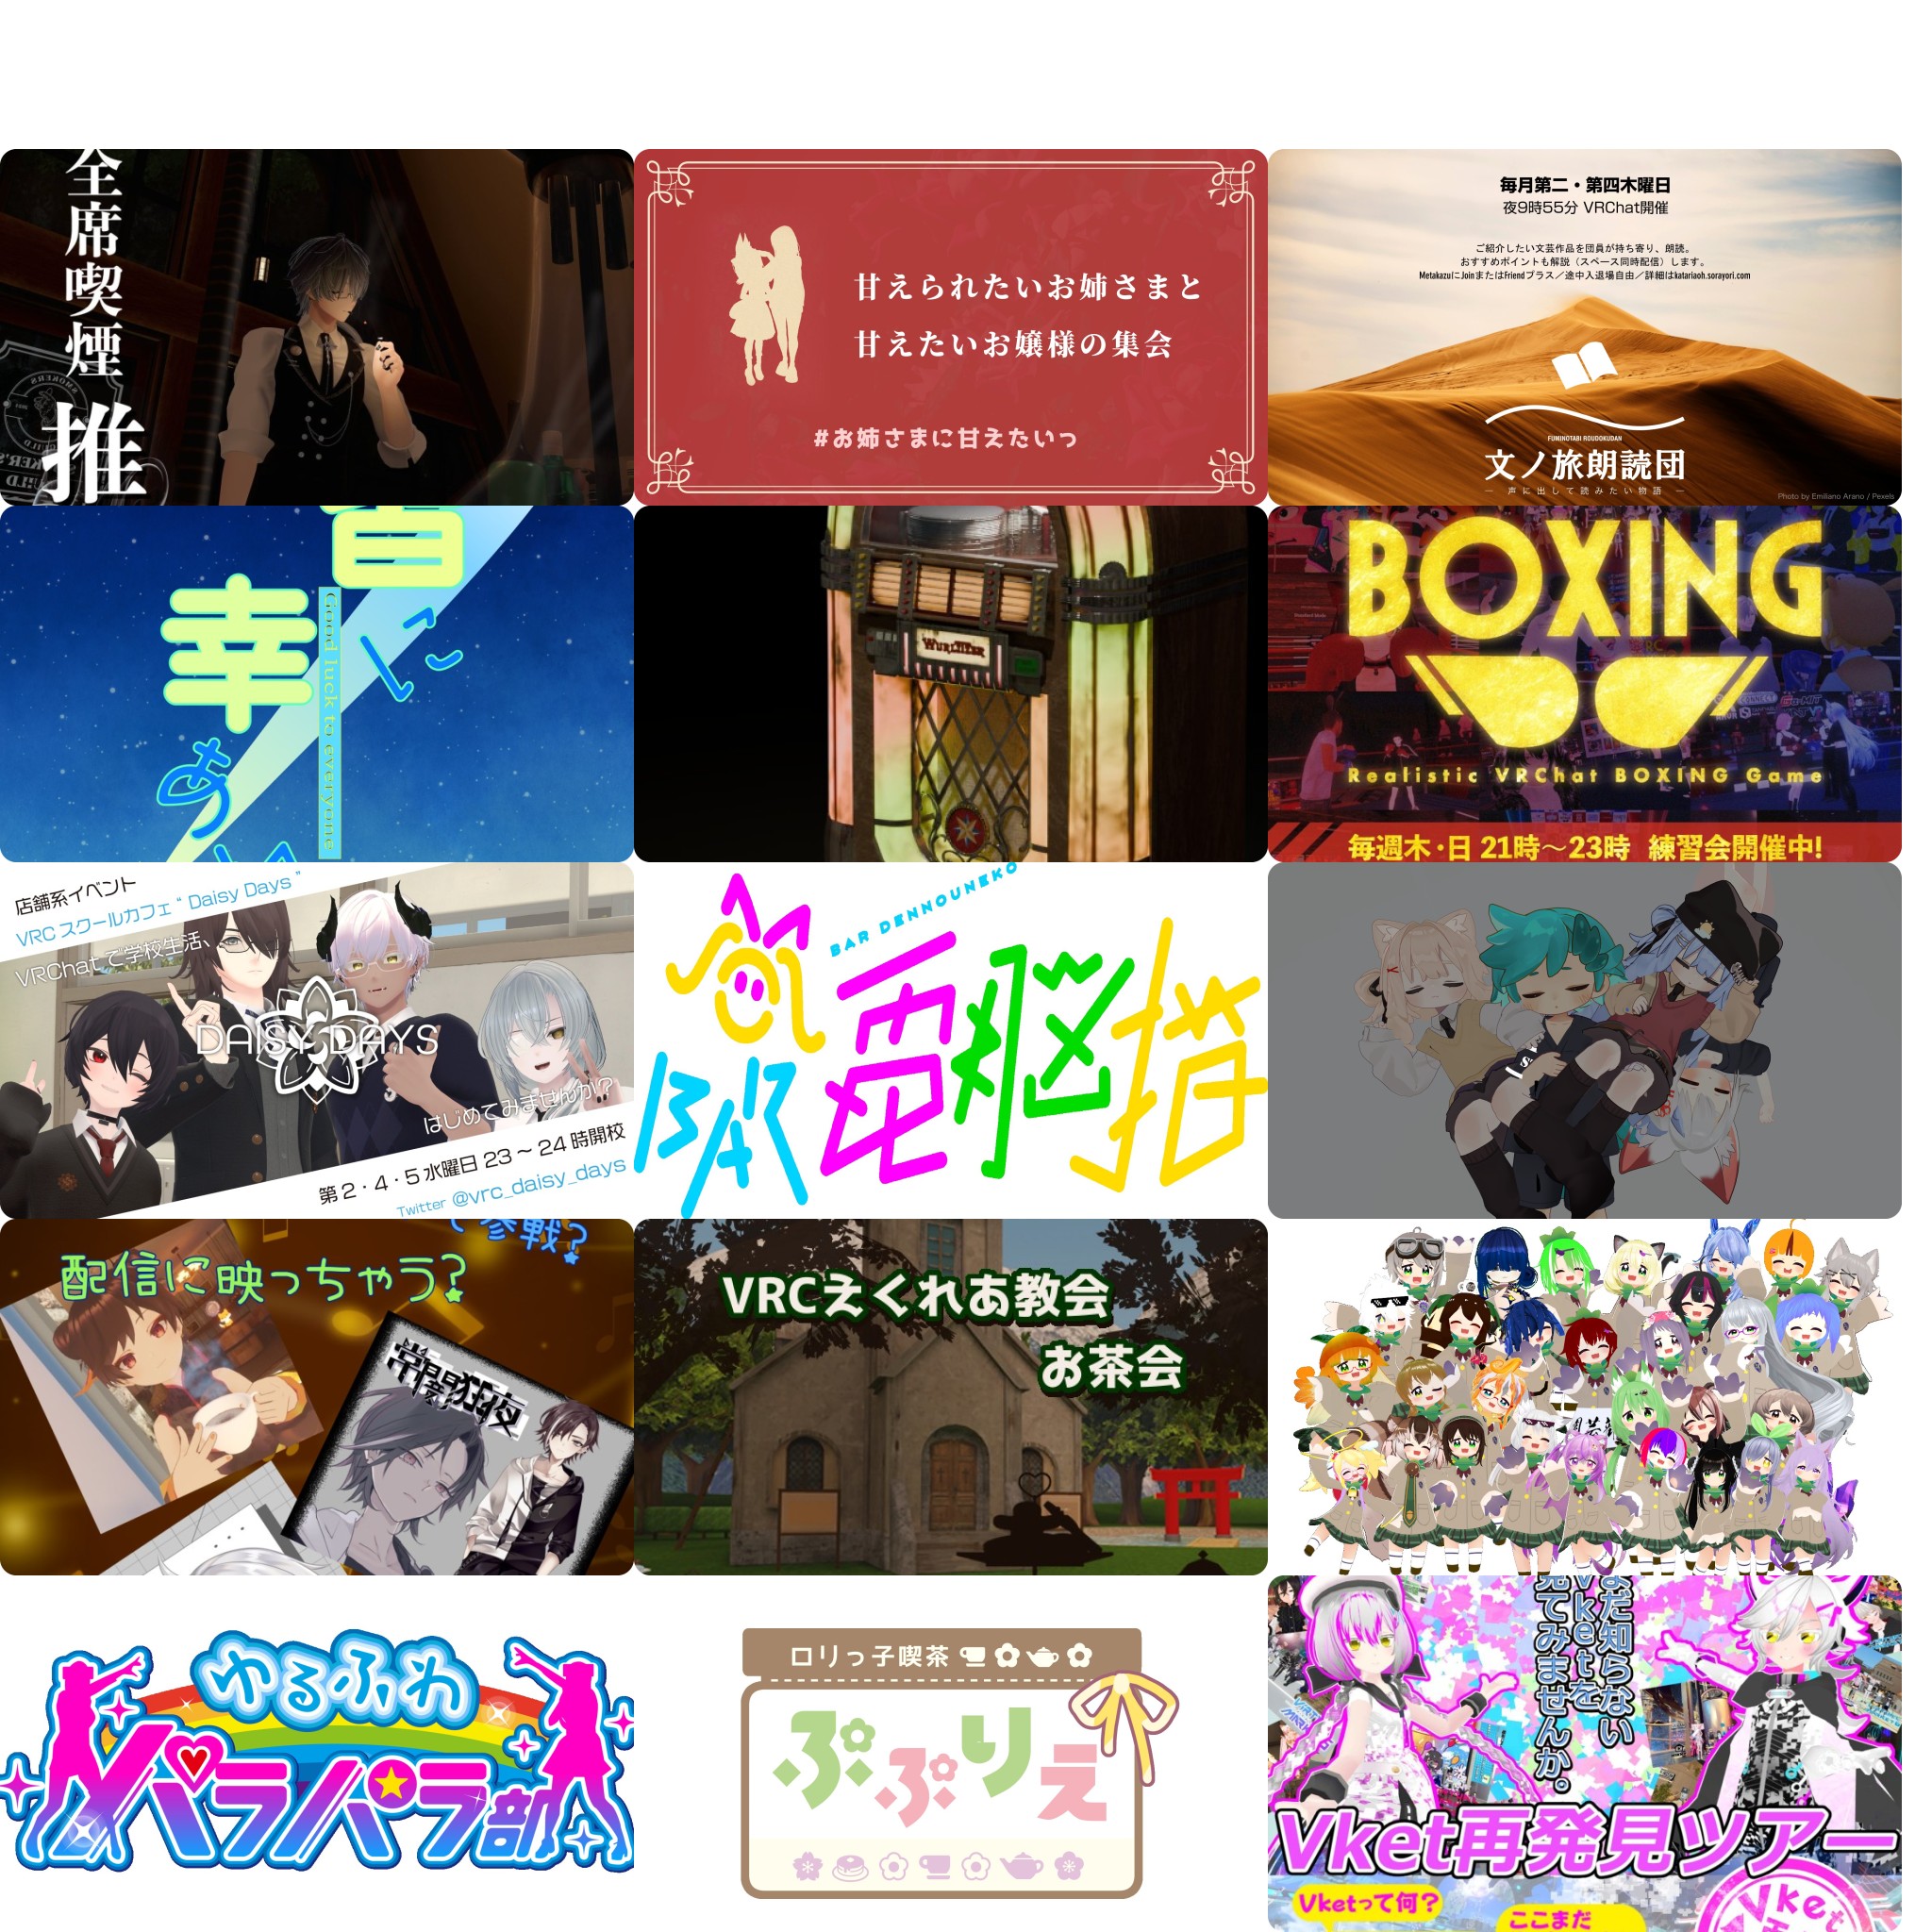 全席喫煙
推
甘えられたいお姉さまと
甘えたいお嬢様の集会
#お姉さまに甘えたいっ
毎月第二・第四木曜日
夜9時55分 VRChat開催
ご紹介したい文芸作品を団員が持ち寄り、朗読。
おすすめポイントも解説（スペース同時配信）します。
MetakazuにJoinまたはFriendプラス／途中入退場自由／詳細はkatariaoh.sorayori.com
FUMINOTABI ROUDOKUDAN
文ノ旅朗読団
― 声に出して読みたい物語 ―
Photo by Emiliano Arano / Pexels
に
幸あ
Good luck to everyone
WURLITZER
BOXING
Realistic VRChat BOXING Game
毎週木・日 21時～23時 練習会開催中!
店舗系イベント
VRC スクールカフェ “ Daisy Days ”
VRChat で学校生活、
DAISY DAYS
はじめてみませんか?
第2・4・5水曜日 23～24時開校
Twitter @vrc_daisy_days
BAR DENNOUNEKO
BAR 電脳猫
で参戦?
配信に映っちゃう?
常闇狂夜
VRCえくれあ教会
お茶会
ゆるふわ
パラパラ部
ロリっ子喫茶
ぷぷりえ
まだ知らない
Vketを
見てみませんか。
Vket再発見ツアー
Vketって何?
ここまだ
Vket